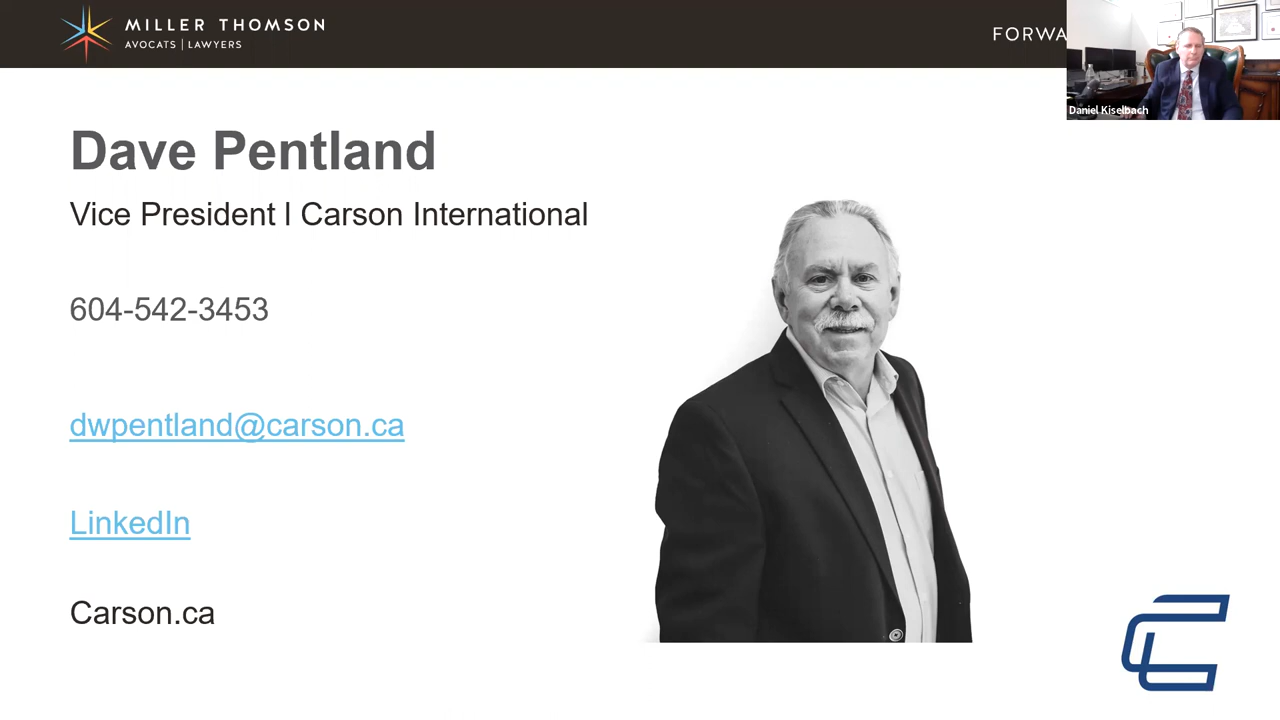 MILLER THOMSON
AVOCATS | LAWYERS
FORWA
Daniel Kiselbach
Dave Pentland
Vice President l Carson International
604-542-3453
dwpentland@carson.ca
LinkedIn
Carson.ca